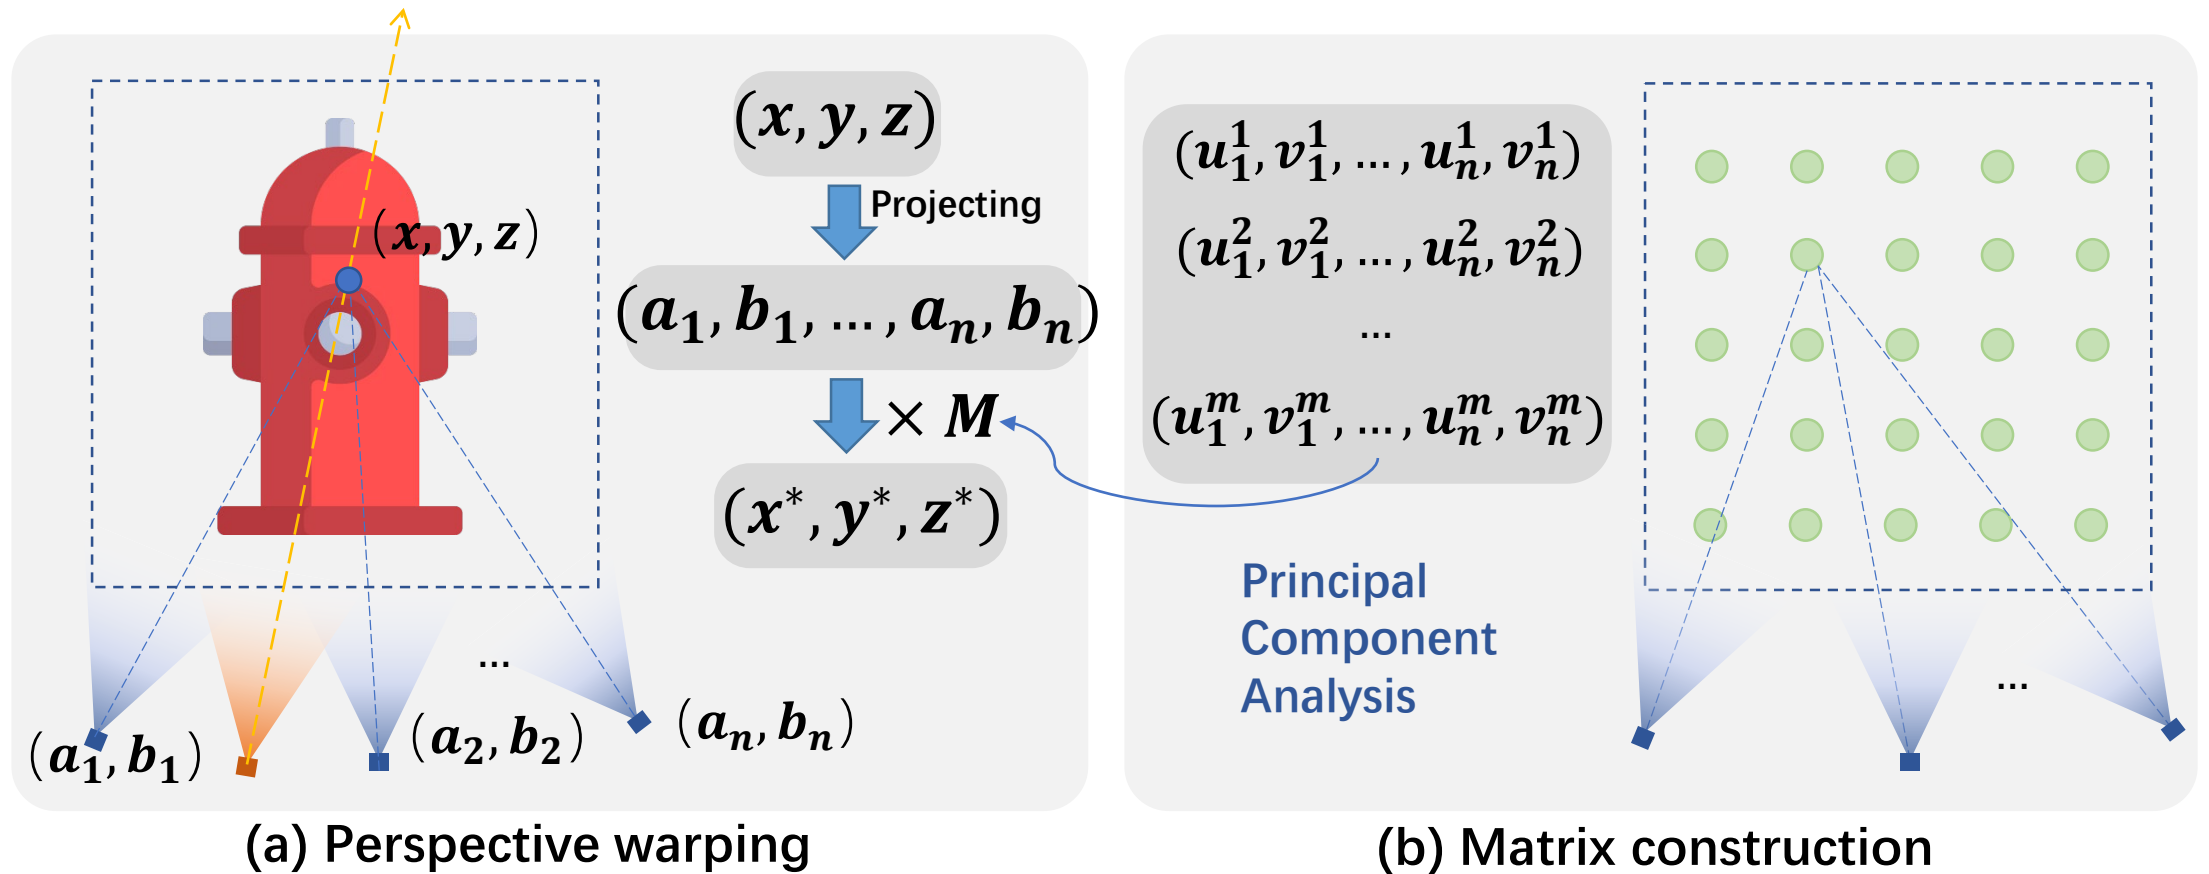 (x, y, z)
(a₁, b₁)
(a₂, b₂)
...
(aₙ, bₙ)
(x, y, z)
Projecting
(a₁, b₁, ..., aₙ, bₙ)
× M
(x*, y*, z*)
(a) Perspective warping
(u₁¹, v₁¹, ..., uₙ¹, vₙ¹)
(u₁², v₁², ..., uₙ², vₙ²)
...
(u₁ᵐ, v₁ᵐ, ..., uₙᵐ, vₙᵐ)
Principal
Component
Analysis
...
(b) Matrix construction